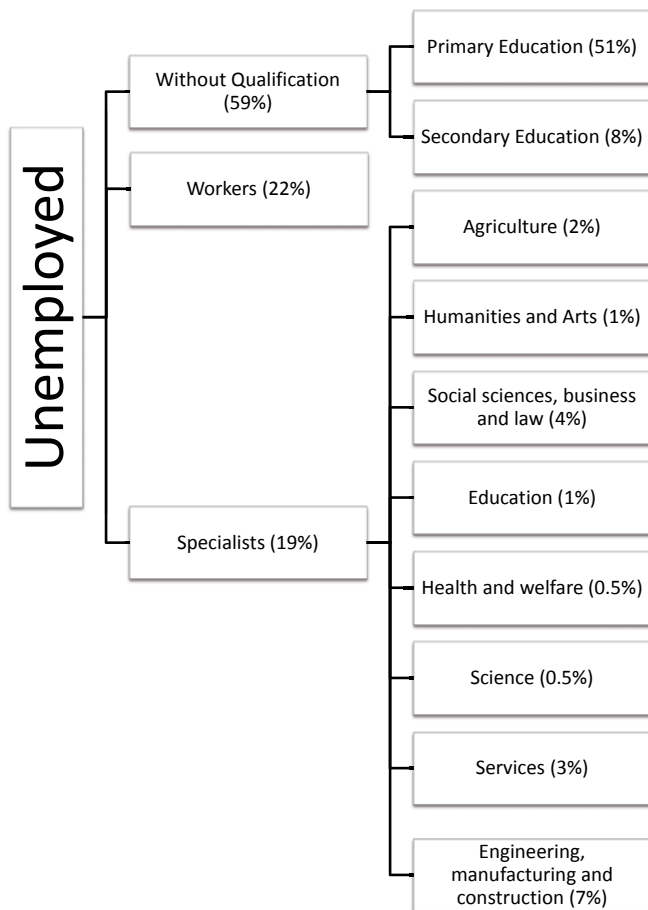 Unemployed
Without Qualification
(59%)
Primary Education (51%)
Secondary Education (8%)
Workers (22%)
Specialists (19%)
Agriculture (2%)
Humanities and Arts (1%)
Social sciences, business
and law (4%)
Education (1%)
Health and welfare (0.5%)
Science (0.5%)
Services (3%)
Engineering,
manufacturing and
construction (7%)